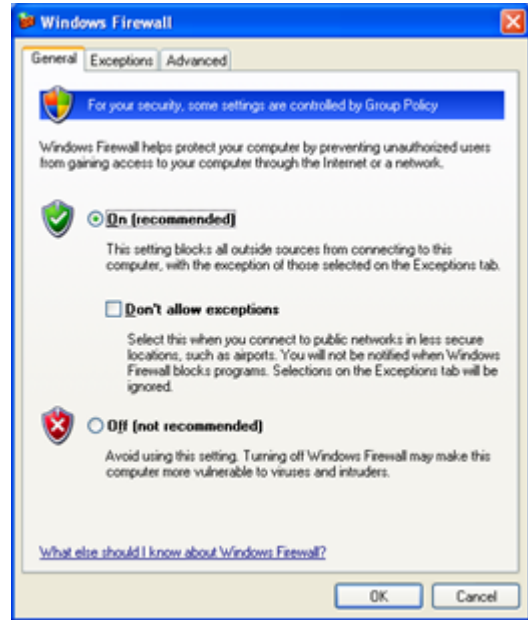 Windows Firewall
General Exceptions Advanced
For your security, some settings are controlled by Group Policy
Windows Firewall helps protect your computer by preventing unauthorized users
from gaining access to your computer through the Internet or a network.
On (recommended)
This setting blocks all outside sources from connecting to this
computer, with the exception of those selected on the Exceptions tab.
Don't allow exceptions
Select this when you connect to public networks in less secure
locations, such as airports. You will not be notified when Windows
Firewall blocks programs. Selections on the Exceptions tab will be
ignored.
Off (not recommended)
Avoid using this setting. Turning off Windows Firewall may make this
computer more vulnerable to viruses and intruders.
What else should I know about Windows Firewall?
OK Cancel